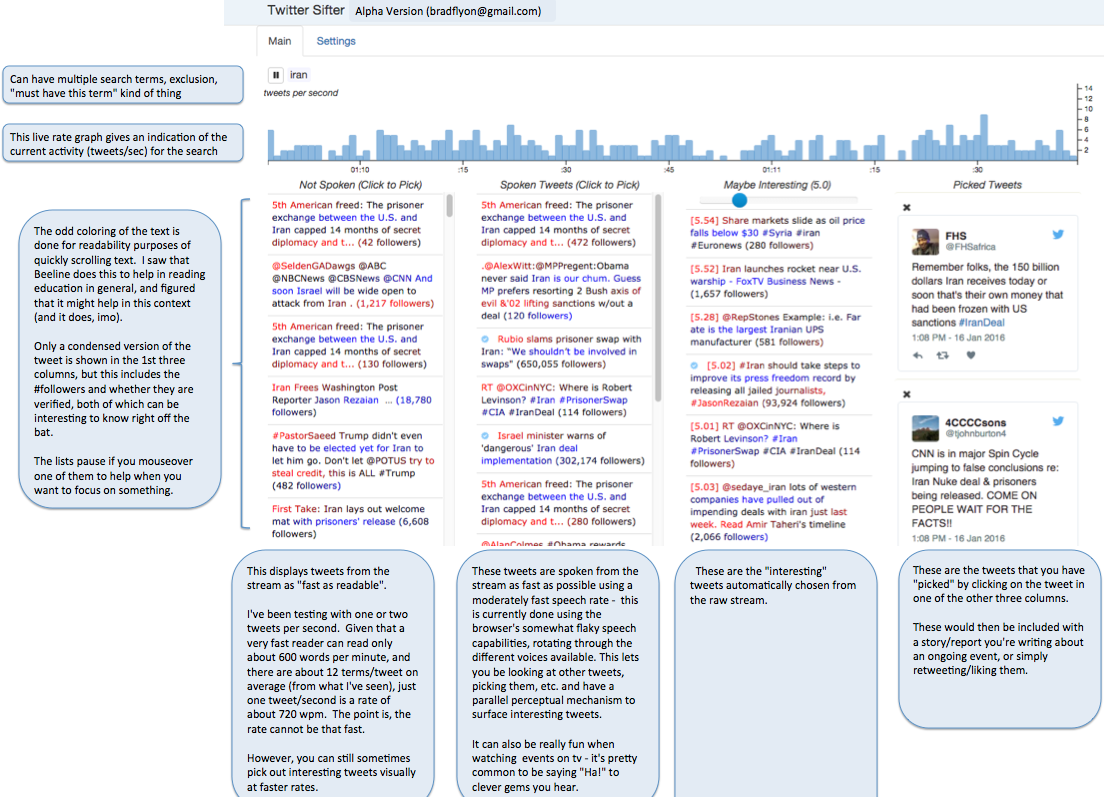 Twitter Sifter Alpha Version (bradflyon@gmail.com)
Main Settings
Can have multiple search terms, exclusion,
"must have this term" kind of thing
iran
tweets per second
This live rate graph gives an indication of the
current activity (tweets/sec) for the search
14
12
10
8
6
4
2
01:10 :15 :30 :45 01:11 :15 :30
The odd coloring of the text is
done for readability purposes of
quickly scrolling text. I saw that
Beeline does this to help in reading
education in general, and figured
that it might help in this context
(and it does, imo).
Only a condensed version of the
tweet is shown in the 1st three
columns, but this includes the
#followers and whether they are
verified, both of which can be
interesting to know right off the
bat.
The lists pause if you mouseover
one of them to help when you
want to focus on something.
Not Spoken (Click to Pick)
5th American freed: The prisoner
exchange between the U.S. and
Iran capped 14 months of secret
diplomacy and t... (42 followers)
@SeldenGADawgs @ABC
@NBCNews @CBSNews @CNN And
soon Israel will be wide open to
attack from Iran . (1,217 followers)
5th American freed: The prisoner
exchange between the U.S. and
Iran capped 14 months of secret
diplomacy and t... (130 followers)
Iran Frees Washington Post
Reporter Jason Rezaian ... (18,780
followers)
#PastorSaeed Trump didn't even
have to be elected yet for Iran to
let him go. Don't let @POTUS try to
steal credit, this is ALL #Trump
(482 followers)
First Take: Iran lays out welcome
mat with prisoners' release (6,608
followers)
Spoken Tweets (Click to Pick)
5th American freed: The prisoner
exchange between the U.S. and
Iran capped 14 months of secret
diplomacy and t... (472 followers)
.@AlexWitt:@MPPregent:Obama
never said Iran is our chum. Guess
MP prefers resorting 2 Bush axis of
evil &'02 lifting sanctions w/out a
deal (120 followers)
Rubio slams prisoner swap with
Iran: "We shouldn't be involved in
swaps" (650,055 followers)
RT @OXCinNYC: Where is Robert
Levinson? #Iran #PrisonerSwap
#CIA #IranDeal (114 followers)
Israel minister warns of
'dangerous' Iran deal
implementation (302,174 followers)
5th American freed: The prisoner
exchange between the U.S. and
Iran capped 14 months of secret
diplomacy and t... (280 followers)
@AlanColmes #Obama rewards
Maybe Interesting (5.0)
[5.54] Share markets slide as oil price
falls below $30 #Syria #iran
#Euronews (280 followers)
[5.52] Iran launches rocket near U.S.
warship - FoxTV Business News -
(1,657 followers)
[5.28] @RepStones Example: i.e. Far
ate is the largest Iranian UPS
manufacturer (581 followers)
[5.02] #Iran should take steps to
improve its press freedom record by
releasing all jailed journalists,
#JasonRezaian (93,924 followers)
[5.01] RT @OXCinNYC: Where is
Robert Levinson? #Iran
#PrisonerSwap #CIA #IranDeal (114
followers)
[5.03] @sedaye_iran lots of western
companies have pulled out of
impending deals with iran just last
week. Read Amir Taheri's timeline
(2,066 followers)
Picked Tweets
FHS
@FHSafrica
Remember folks, the 150 billion
dollars Iran receives today or
soon that's their own money that
had been frozen with US
sanctions #IranDeal
1:08 PM - 16 Jan 2016
4CCCCsons
@tjohnburton4
CNN is in major Spin Cycle
jumping to false conclusions re:
Iran Nuke deal & prisoners
being released. COME ON
PEOPLE WAIT FOR THE
FACTS!!
1:08 PM - 16 Jan 2016
This displays tweets from the
stream as "fast as readable".
I've been testing with one or two
tweets per second. Given that a
very fast reader can read only
about 600 words per minute, and
there are about 12 terms/tweet on
average (from what I've seen), just
one tweet/second is a rate of
about 720 wpm. The point is, the
rate cannot be that fast.
However, you can still sometimes
pick out interesting tweets visually
at faster rates.
These tweets are spoken from the
stream as fast as possible using a
moderately fast speech rate - this
is currently done using the
browser's somewhat flaky speech
capabilities, rotating through the
different voices available. This lets
you be looking at other tweets,
picking them, etc. and have a
parallel perceptual mechanism to
surface interesting tweets.
It can also be really fun when
watching events on tv - it's pretty
common to be saying "Ha!" to
clever gems you hear.
These are the "interesting"
tweets automatically chosen from
the raw stream.
These are the tweets that you have
"picked" by clicking on the tweet in
one of the other three columns.
These would then be included with
a story/report you're writing about
an ongoing event, or simply
retweeting/liking them.